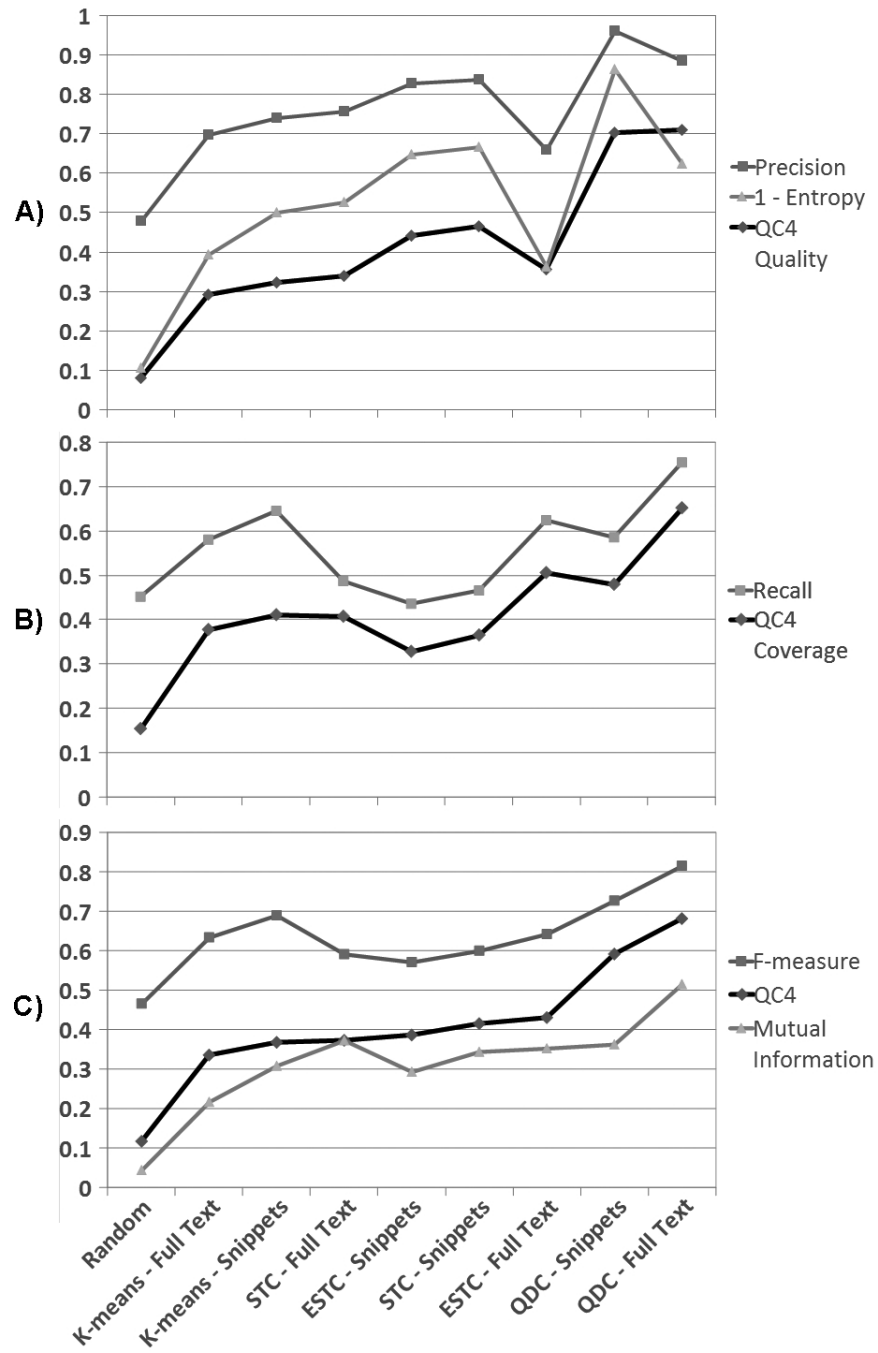 A)
1
0.9
0.8
0.7
0.6
0.5
0.4
0.3
0.2
0.1
0
Precision
1 - Entropy
QC4
Quality
B)
0.8
0.7
0.6
0.5
0.4
0.3
0.2
0.1
0
Recall
QC4
Coverage
C)
0.9
0.8
0.7
0.6
0.5
0.4
0.3
0.2
0.1
0
F-measure
QC4
Mutual
Information
Random
K-means - Full Text
K-means - Snippets
STC - Full Text
ESTC - Snippets
STC - Snippets
ESTC - Full Text
QDC - Snippets
QDC - Full Text